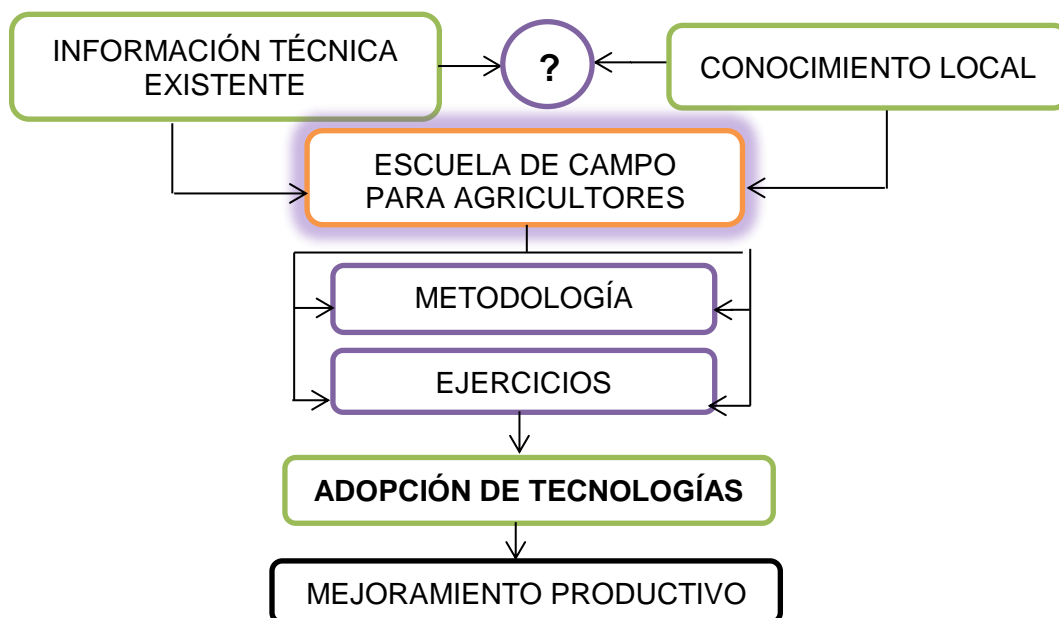 INFORMACIÓN TÉCNICA
EXISTENTE
?
CONOCIMIENTO LOCAL
ESCUELA DE CAMPO
PARA AGRICULTORES
METODOLOGÍA
EJERCICIOS
ADOPCIÓN DE TECNOLOGÍAS
MEJORAMIENTO PRODUCTIVO